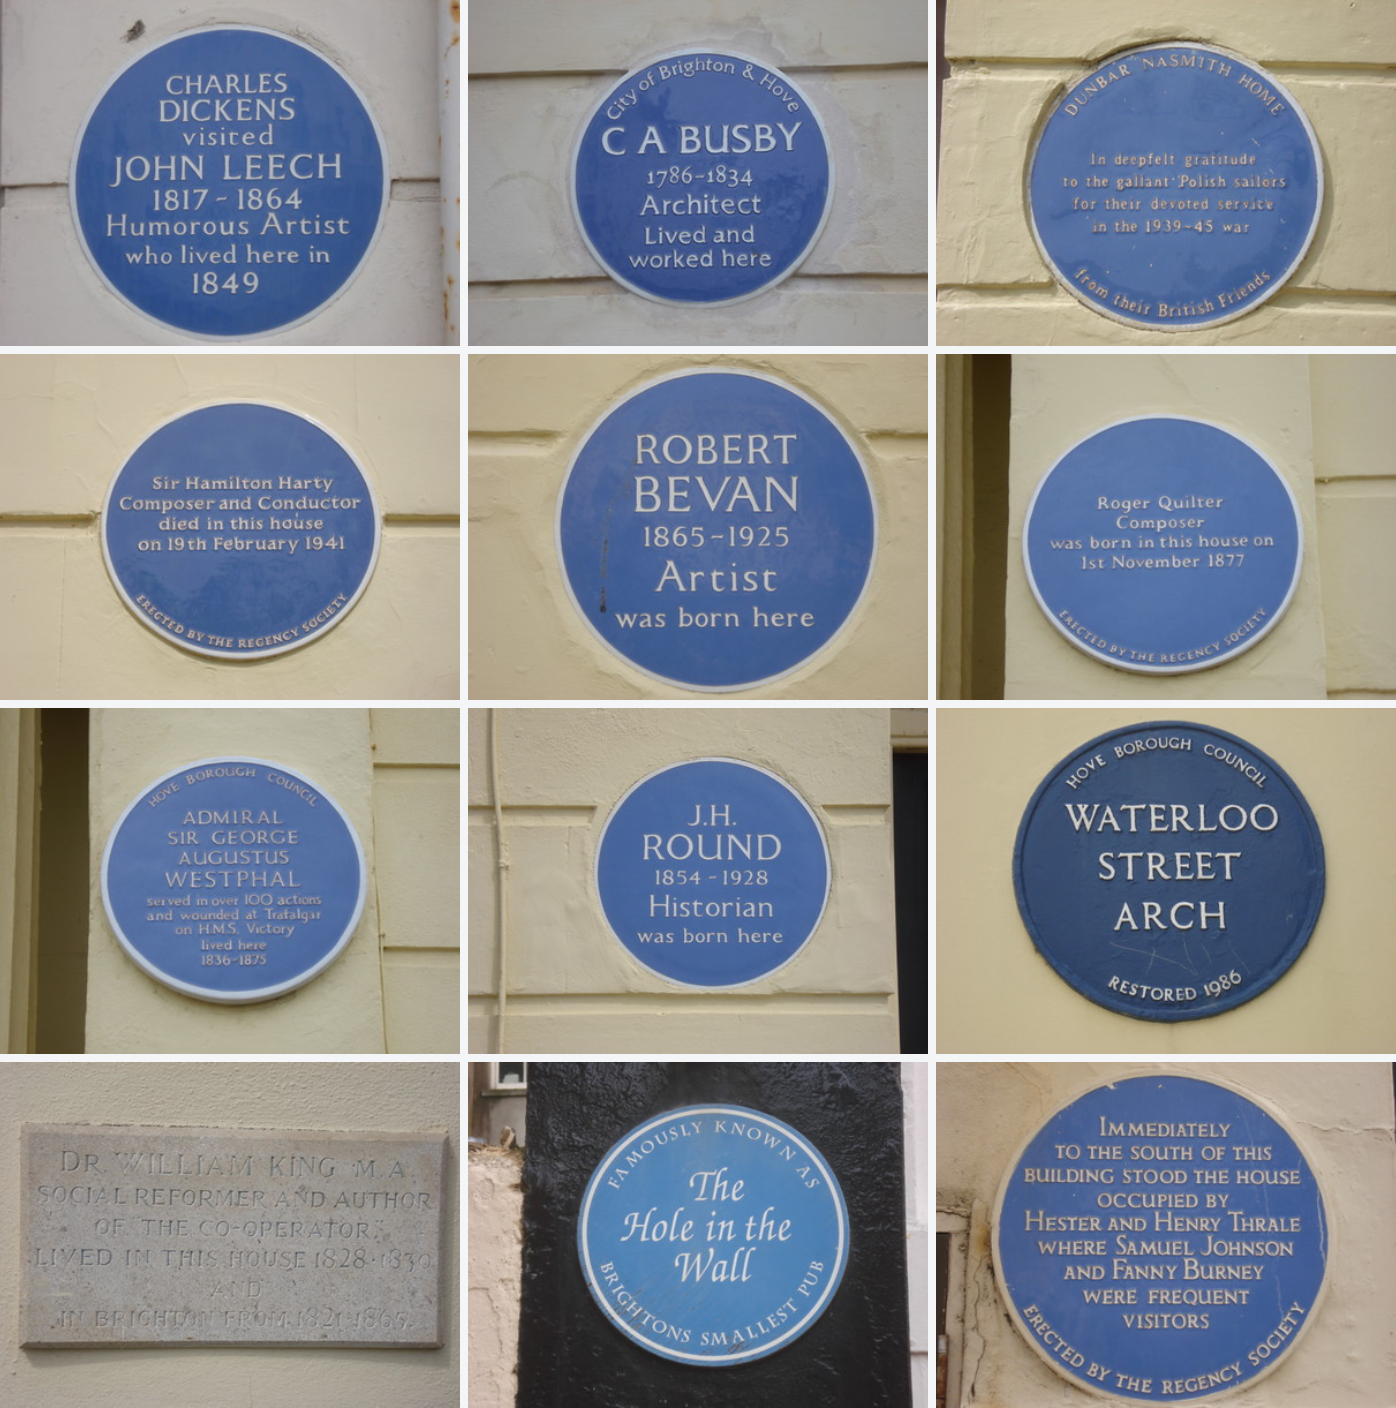 CHARLES
DICKENS
visited
JOHN LEECH
1817 - 1864
Humorous Artist
who lived here in
1849
City of Brighton & Hove
C A BUSBY
1786-1834
Architect
Lived and
worked here
DUNBAR NASMITH HOME
In deepfelt gratitude
to the gallant Polish sailors
for their devoted service
in the 1939-45 war
from their British Friends
Sir Hamilton Harty
Composer and Conductor
died in this house
on 19th February 1941
ERECTED BY THE REGENCY SOCIETY
ROBERT
BEVAN
1865-1925
Artist
was born here
Roger Quilter
Composer
was born in this house on
1st November 1877
ERECTED BY THE REGENCY SOCIETY
HOVE BOROUGH COUNCIL
ADMIRAL
SIR GEORGE
AUGUSTUS
WESTPHAL
served in over 100 actions
and wounded at Trafalgar
on H.M.S. Victory
lived here
1836-1875
J.H.
ROUND
1854-1928
Historian
was born here
HOVE BOROUGH COUNCIL
WATERLOO
STREET
ARCH
RESTORED 1986
DR. WILLIAM KING M.A.
SOCIAL REFORMER AND AUTHOR
OF "THE CO-OPERATOR"
LIVED IN THIS HOUSE 1828-1830
AND
IN BRIGHTON FROM 1821-1865.
FAMOUSLY KNOWN AS
The
Hole in the
Wall
BRIGHTONS SMALLEST PUB
IMMEDIATELY
TO THE SOUTH OF THIS
BUILDING STOOD THE HOUSE
OCCUPIED BY
HESTER AND HENRY THRALE
WHERE SAMUEL JOHNSON
AND FANNY BURNEY
WERE FREQUENT
VISITORS
ERECTED BY THE REGENCY SOCIETY